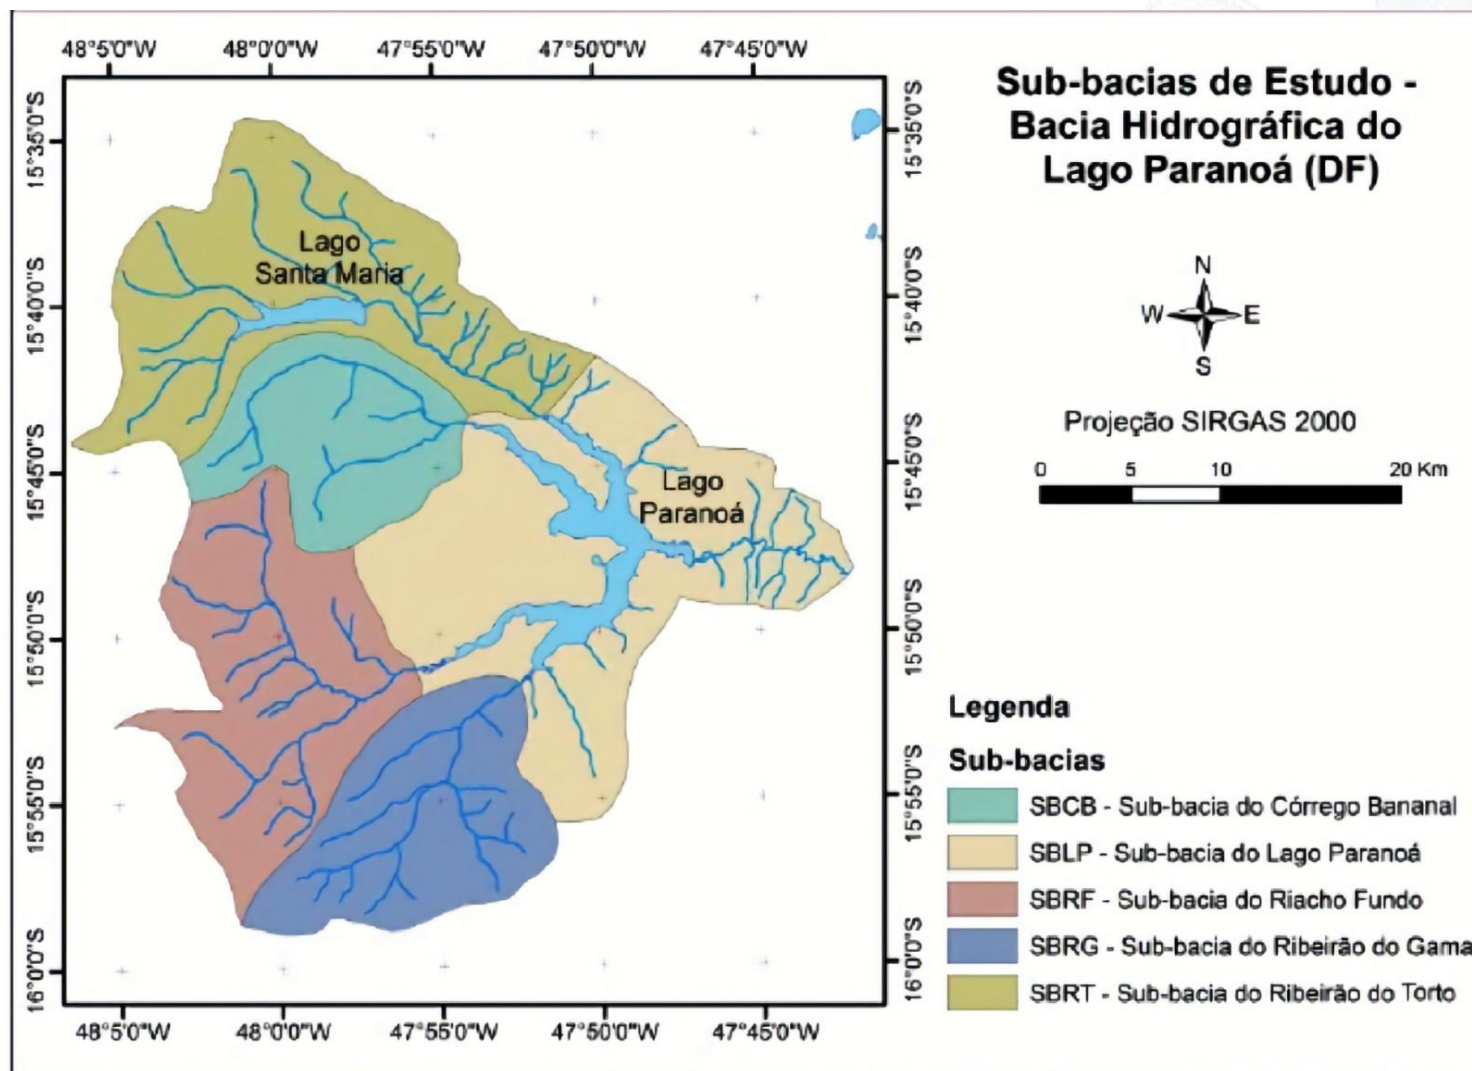 48°5'0"W 48°0'0"W 47°55'0"W 47°50'0"W 47°45'0"W
15°35'0"S
15°40'0"S
15°45'0"S
15°50'0"S
15°55'0"S
16°0'0"S
Lago
Santa Maria
Lago
Paranoá
15°35'0"S
15°40'0"S
15°45'0"S
15°50'0"S
15°55'0"S
16°0'0"S
48°5'0"W 48°0'0"W 47°55'0"W 47°50'0"W 47°45'0"W
Sub-bacias de Estudo -
Bacia Hidrográfica do
Lago Paranoá (DF)
N
W E
S
Projeção SIRGAS 2000
0 5 10 20 Km
Legenda
Sub-bacias
SBCB - Sub-bacia do Córrego Bananal
SBLP - Sub-bacia do Lago Paranoá
SBRF - Sub-bacia do Riacho Fundo
SBRG - Sub-bacia do Ribeirão do Gama
SBRT - Sub-bacia do Ribeirão do Torto